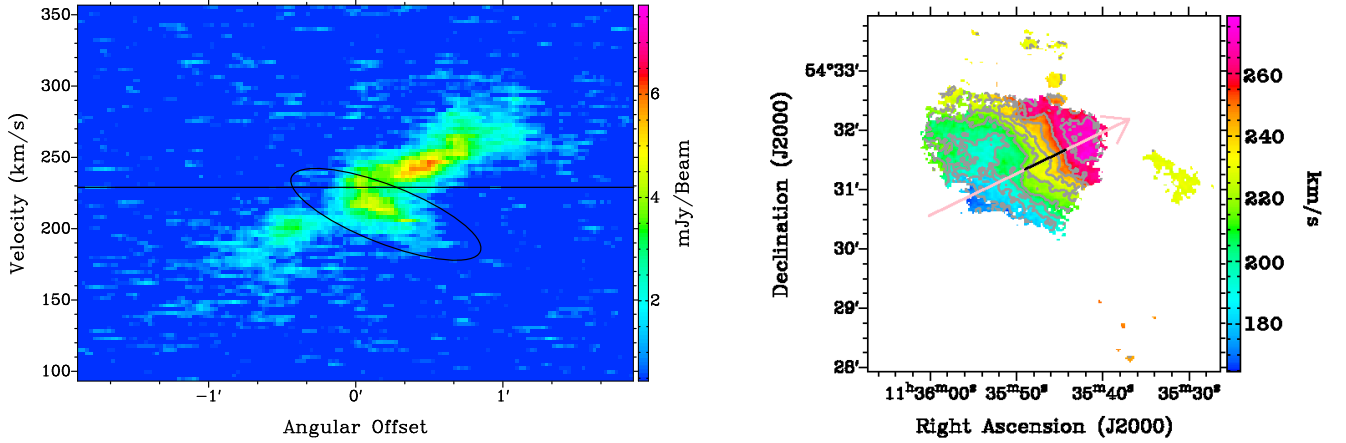 350
300
250
200
150
100
Velocity (km/s)
−1′
0′
1′
Angular Offset
6
4
2
mJy/Beam
54°33′
32′
31′
30′
29′
28′
Declination (J2000)
11ʰ36ᵐ00ˢ
35ᵐ50ˢ
35ᵐ40ˢ
35ᵐ30ˢ
Right Ascension (J2000)
260
240
220
200
180
km/s